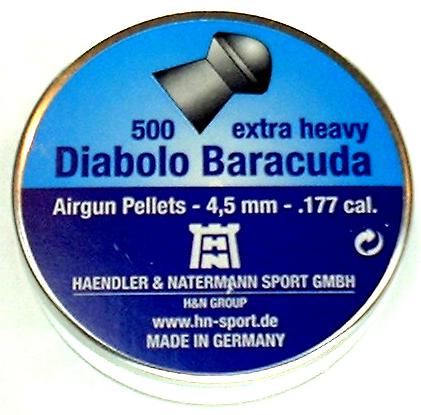 500 extra heavy
Diabolo Baracuda
Airgun Pellets - 4,5 mm - .177 cal.
HN
HAENDLER & NATERMANN SPORT GMBH
H&N GROUP
www.hn-sport.de
MADE IN GERMANY